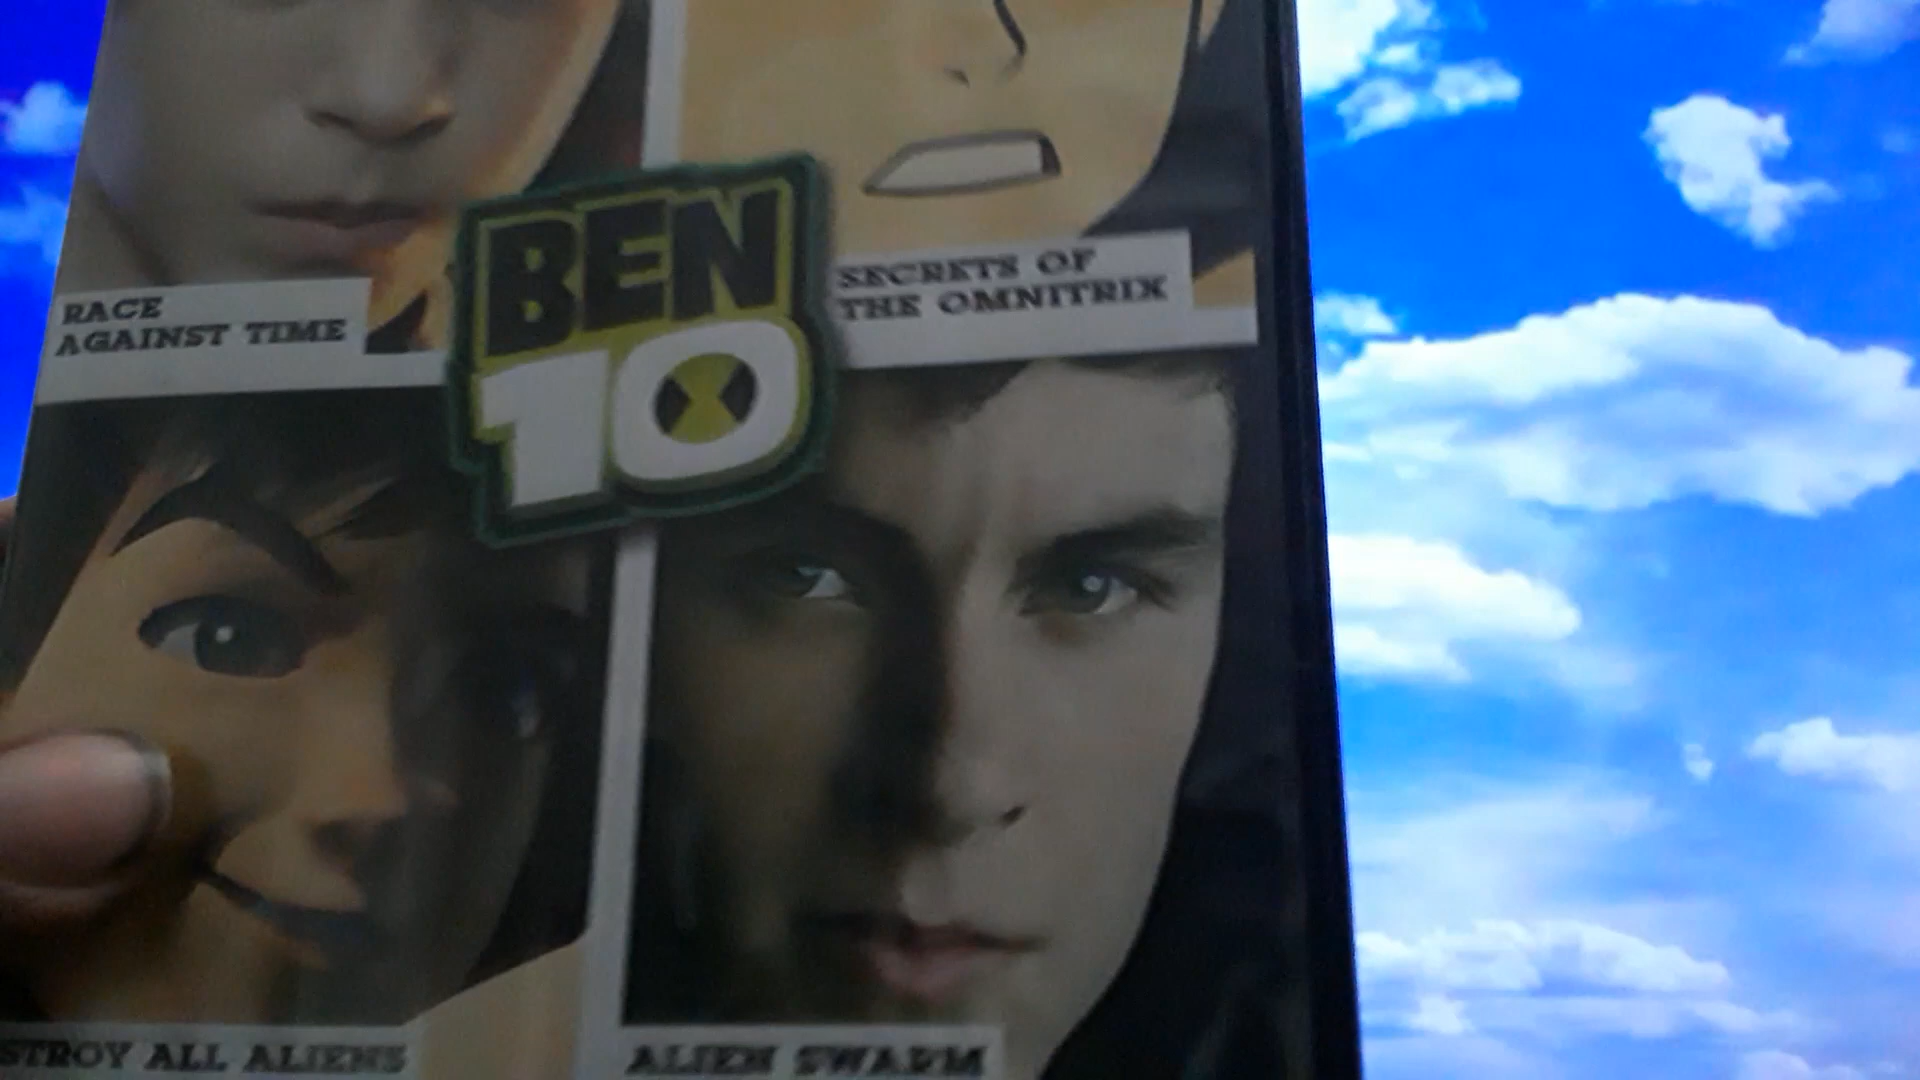 BEN
10
RACE
AGAINST TIME
SECRETS OF
THE OMNITRIX
STROY ALL ALIENS
ALIEN SWARM